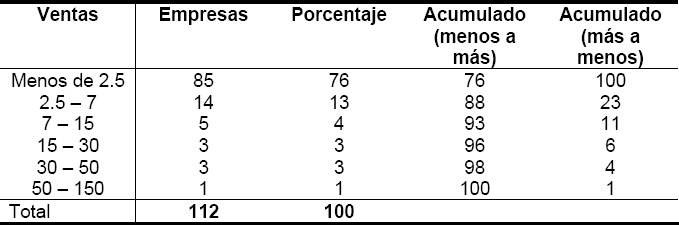 Ventas Empresas Porcentaje Acumulado (menos a más) Acumulado (más a menos)
Menos de 2.5 85 76 76 100
2.5 – 7 14 13 88 23
7 – 15 5 4 93 11
15 – 30 3 3 96 6
30 – 50 3 3 98 4
50 – 150 1 1 100 1
Total 112 100